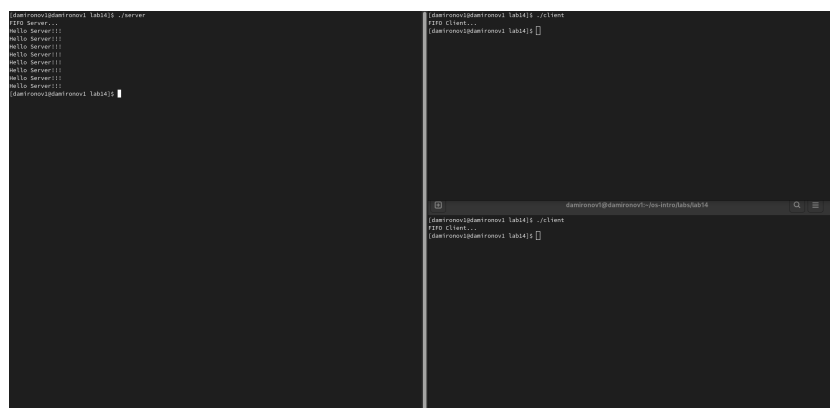 [damironov1@damironov1 lab14]$ ./server
FIFO Server...
Hello Server!!!
Hello Server!!!
Hello Server!!!
Hello Server!!!
Hello Server!!!
Hello Server!!!
Hello Server!!!
Hello Server!!!
[damironov1@damironov1 lab14]$
[damironov1@damironov1 lab14]$ ./client
FIFO Client...
[damironov1@damironov1 lab14]$
damironov1@damironov1:~/os-intro/labs/lab14
[damironov1@damironov1 lab14]$ ./client
FIFO Client...
[damironov1@damironov1 lab14]$